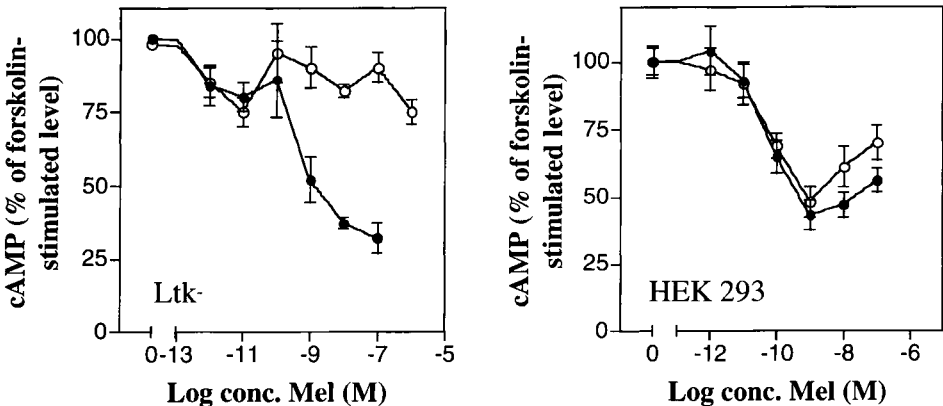 cAMP (% of forskolin-
stimulated level)
100
75
50
25
0
Ltk-
0 -13 -11 -9 -7 -5
Log conc. Mel (M)
cAMP (% of forskolin-
stimulated level)
100
75
50
25
0
HEK 293
0 -12 -10 -8 -6
Log conc. Mel (M)